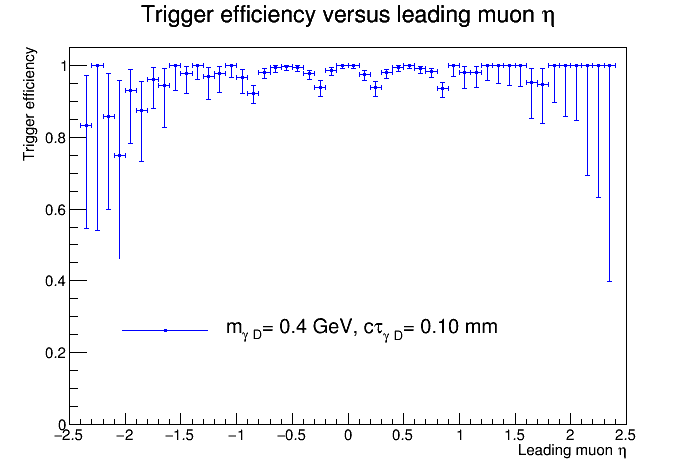 Trigger efficiency versus leading muon η
Trigger efficiency
1
0.8
0.6
0.4
0.2
0
m_γ D= 0.4 GeV, cτ_γ D= 0.10 mm
−2.5 −2 −1.5 −1 −0.5 0 0.5 1 1.5 2 2.5
Leading muon η